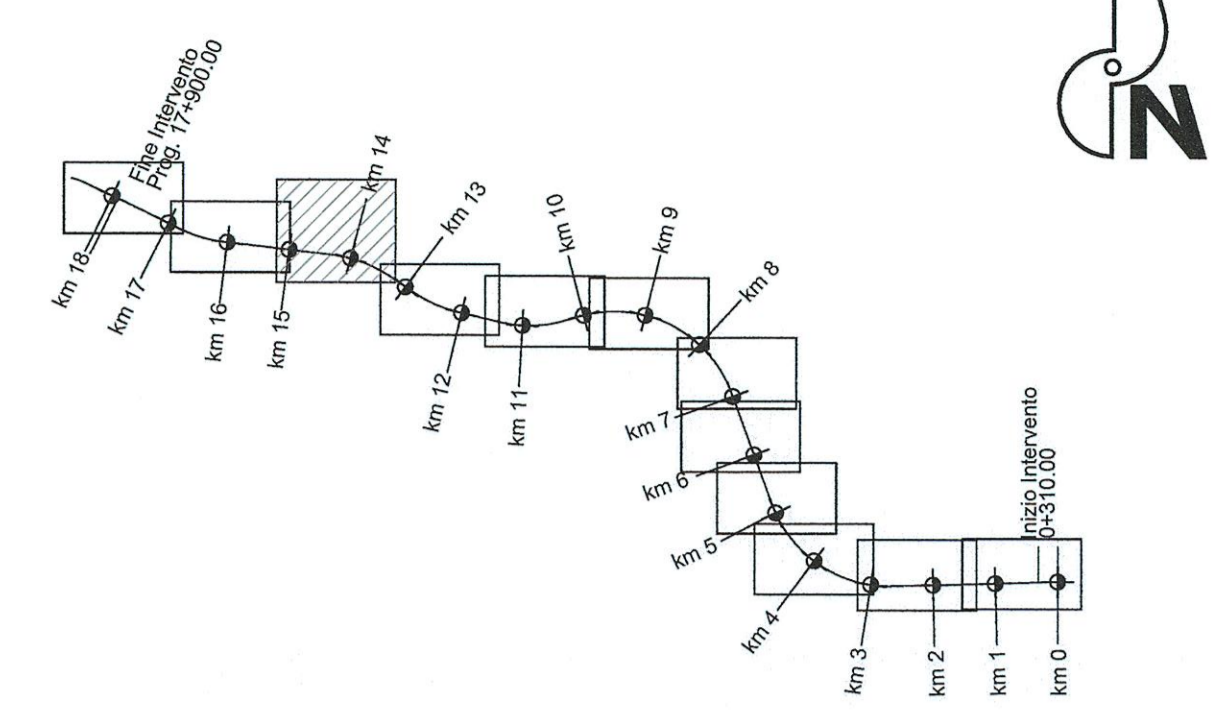 N
Fine Intervento
Prog. 17+900.00
km 18
km 17
km 16
km 15
km 14
km 13
km 12
km 11
km 10
km 9
km 8
km 7
km 6
km 5
km 4
km 3
km 2
km 1
km 0
Inizio Intervento
0+310.00